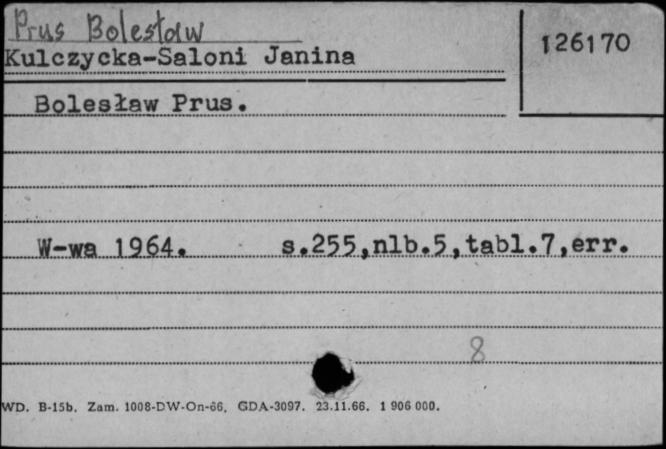 Prus Bolesław
126170
Kulczycka-Saloni Janina
Bolesław Prus.
W-wa 1964. s.255,nlb.5,tabl.7,err.
8
WD. B-15b. Zam. 1008-DW-On-66. GDA-3097. 23.11.66. 1 906 000.